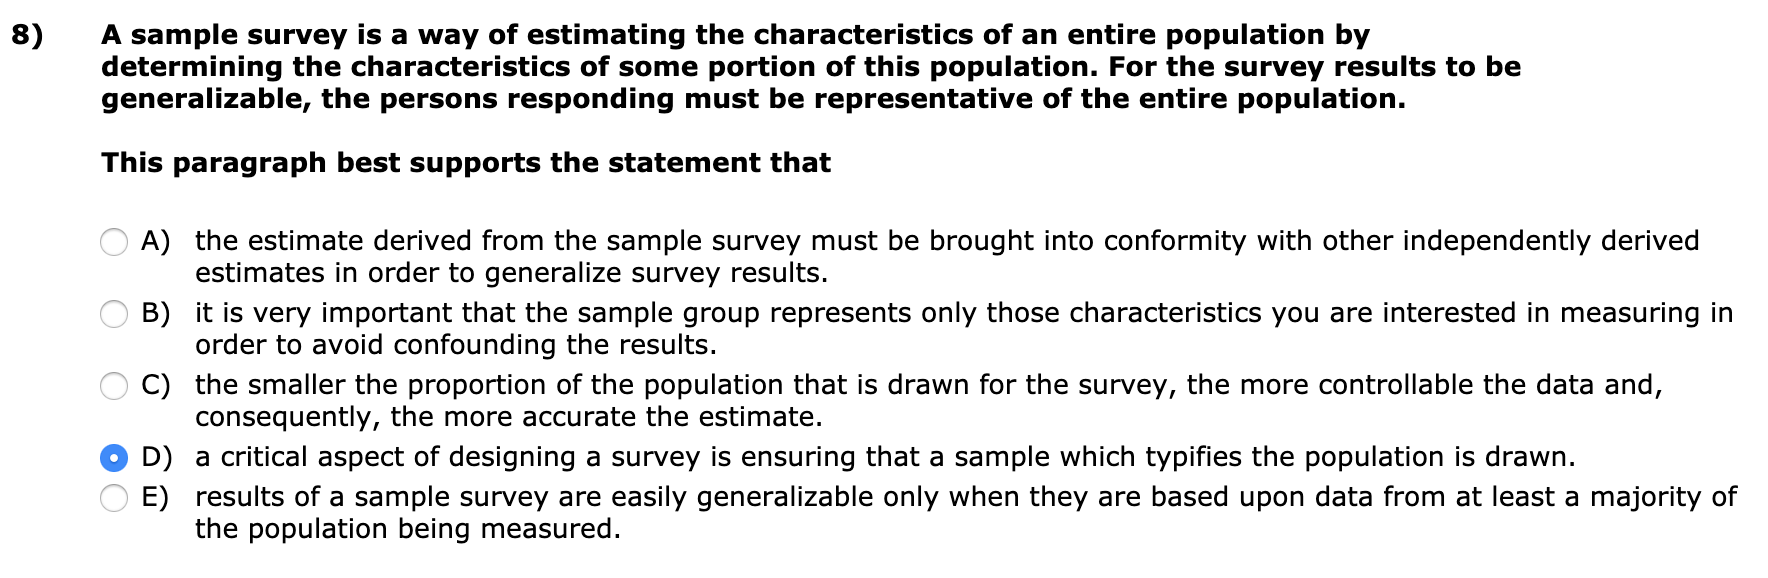 8) A sample survey is a way of estimating the characteristics of an entire population by
determining the characteristics of some portion of this population. For the survey results to be
generalizable, the persons responding must be representative of the entire population.
This paragraph best supports the statement that
A) the estimate derived from the sample survey must be brought into conformity with other independently derived
estimates in order to generalize survey results.
B) it is very important that the sample group represents only those characteristics you are interested in measuring in
order to avoid confounding the results.
C) the smaller the proportion of the population that is drawn for the survey, the more controllable the data and,
consequently, the more accurate the estimate.
D) a critical aspect of designing a survey is ensuring that a sample which typifies the population is drawn.
E) results of a sample survey are easily generalizable only when they are based upon data from at least a majority of
the population being measured.